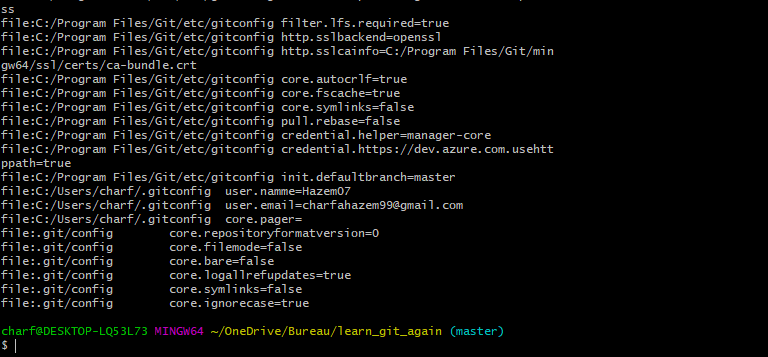 ss
file:C:/Program Files/Git/etc/gitconfig filter.lfs.required=true
file:C:/Program Files/Git/etc/gitconfig http.sslbackend=openssl
file:C:/Program Files/Git/etc/gitconfig http.sslcainfo=C:/Program Files/Git/min
gw64/ssl/certs/ca-bundle.crt
file:C:/Program Files/Git/etc/gitconfig core.autocrlf=true
file:C:/Program Files/Git/etc/gitconfig core.fscache=true
file:C:/Program Files/Git/etc/gitconfig core.symlinks=false
file:C:/Program Files/Git/etc/gitconfig pull.rebase=false
file:C:/Program Files/Git/etc/gitconfig credential.helper=manager-core
file:C:/Program Files/Git/etc/gitconfig credential.https://dev.azure.com.usehtt
ppath=true
file:C:/Program Files/Git/etc/gitconfig init.defaultbranch=master
file:C:/Users/charf/.gitconfig  user.namme=Hazem07
file:C:/Users/charf/.gitconfig  user.email=charfahazem99@gmail.com
file:C:/Users/charf/.gitconfig  core.pager=
file:.git/config        core.repositoryformatversion=0
file:.git/config        core.filemode=false
file:.git/config        core.bare=false
file:.git/config        core.logallrefupdates=true
file:.git/config        core.symlinks=false
file:.git/config        core.ignorecase=true
charf@DESKTOP-LQ53L73 MINGW64 ~/OneDrive/Bureau/learn_git_again (master)
$